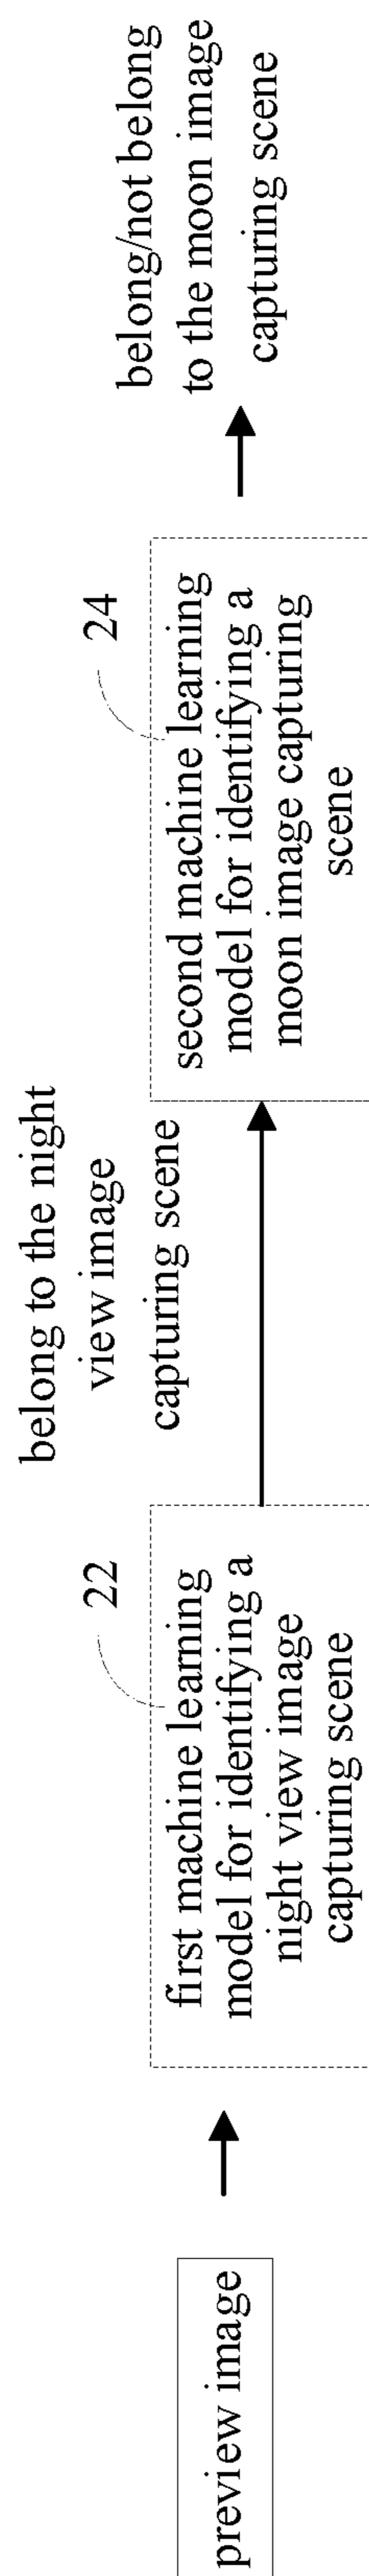 preview image
22
first machine learning
model for identifying a
night view image
capturing scene
belong to the night
view image
capturing scene
24
second machine learning
model for identifying a
moon image capturing
scene
belong/not belong
to the moon image
capturing scene